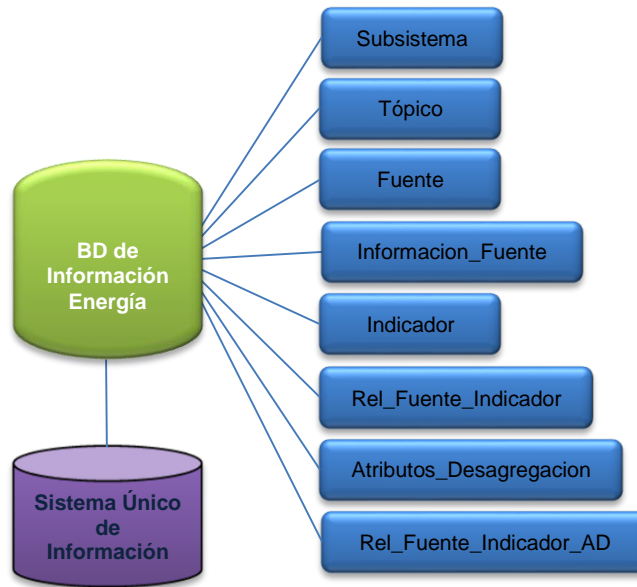 Subsistema
Tópico
Fuente
BD de
Información
Energía
Informacion_Fuente
Indicador
Rel_Fuente_Indicador
Atributos_Desagregacion
Sistema Único
de
Información
Rel_Fuente_Indicador_AD